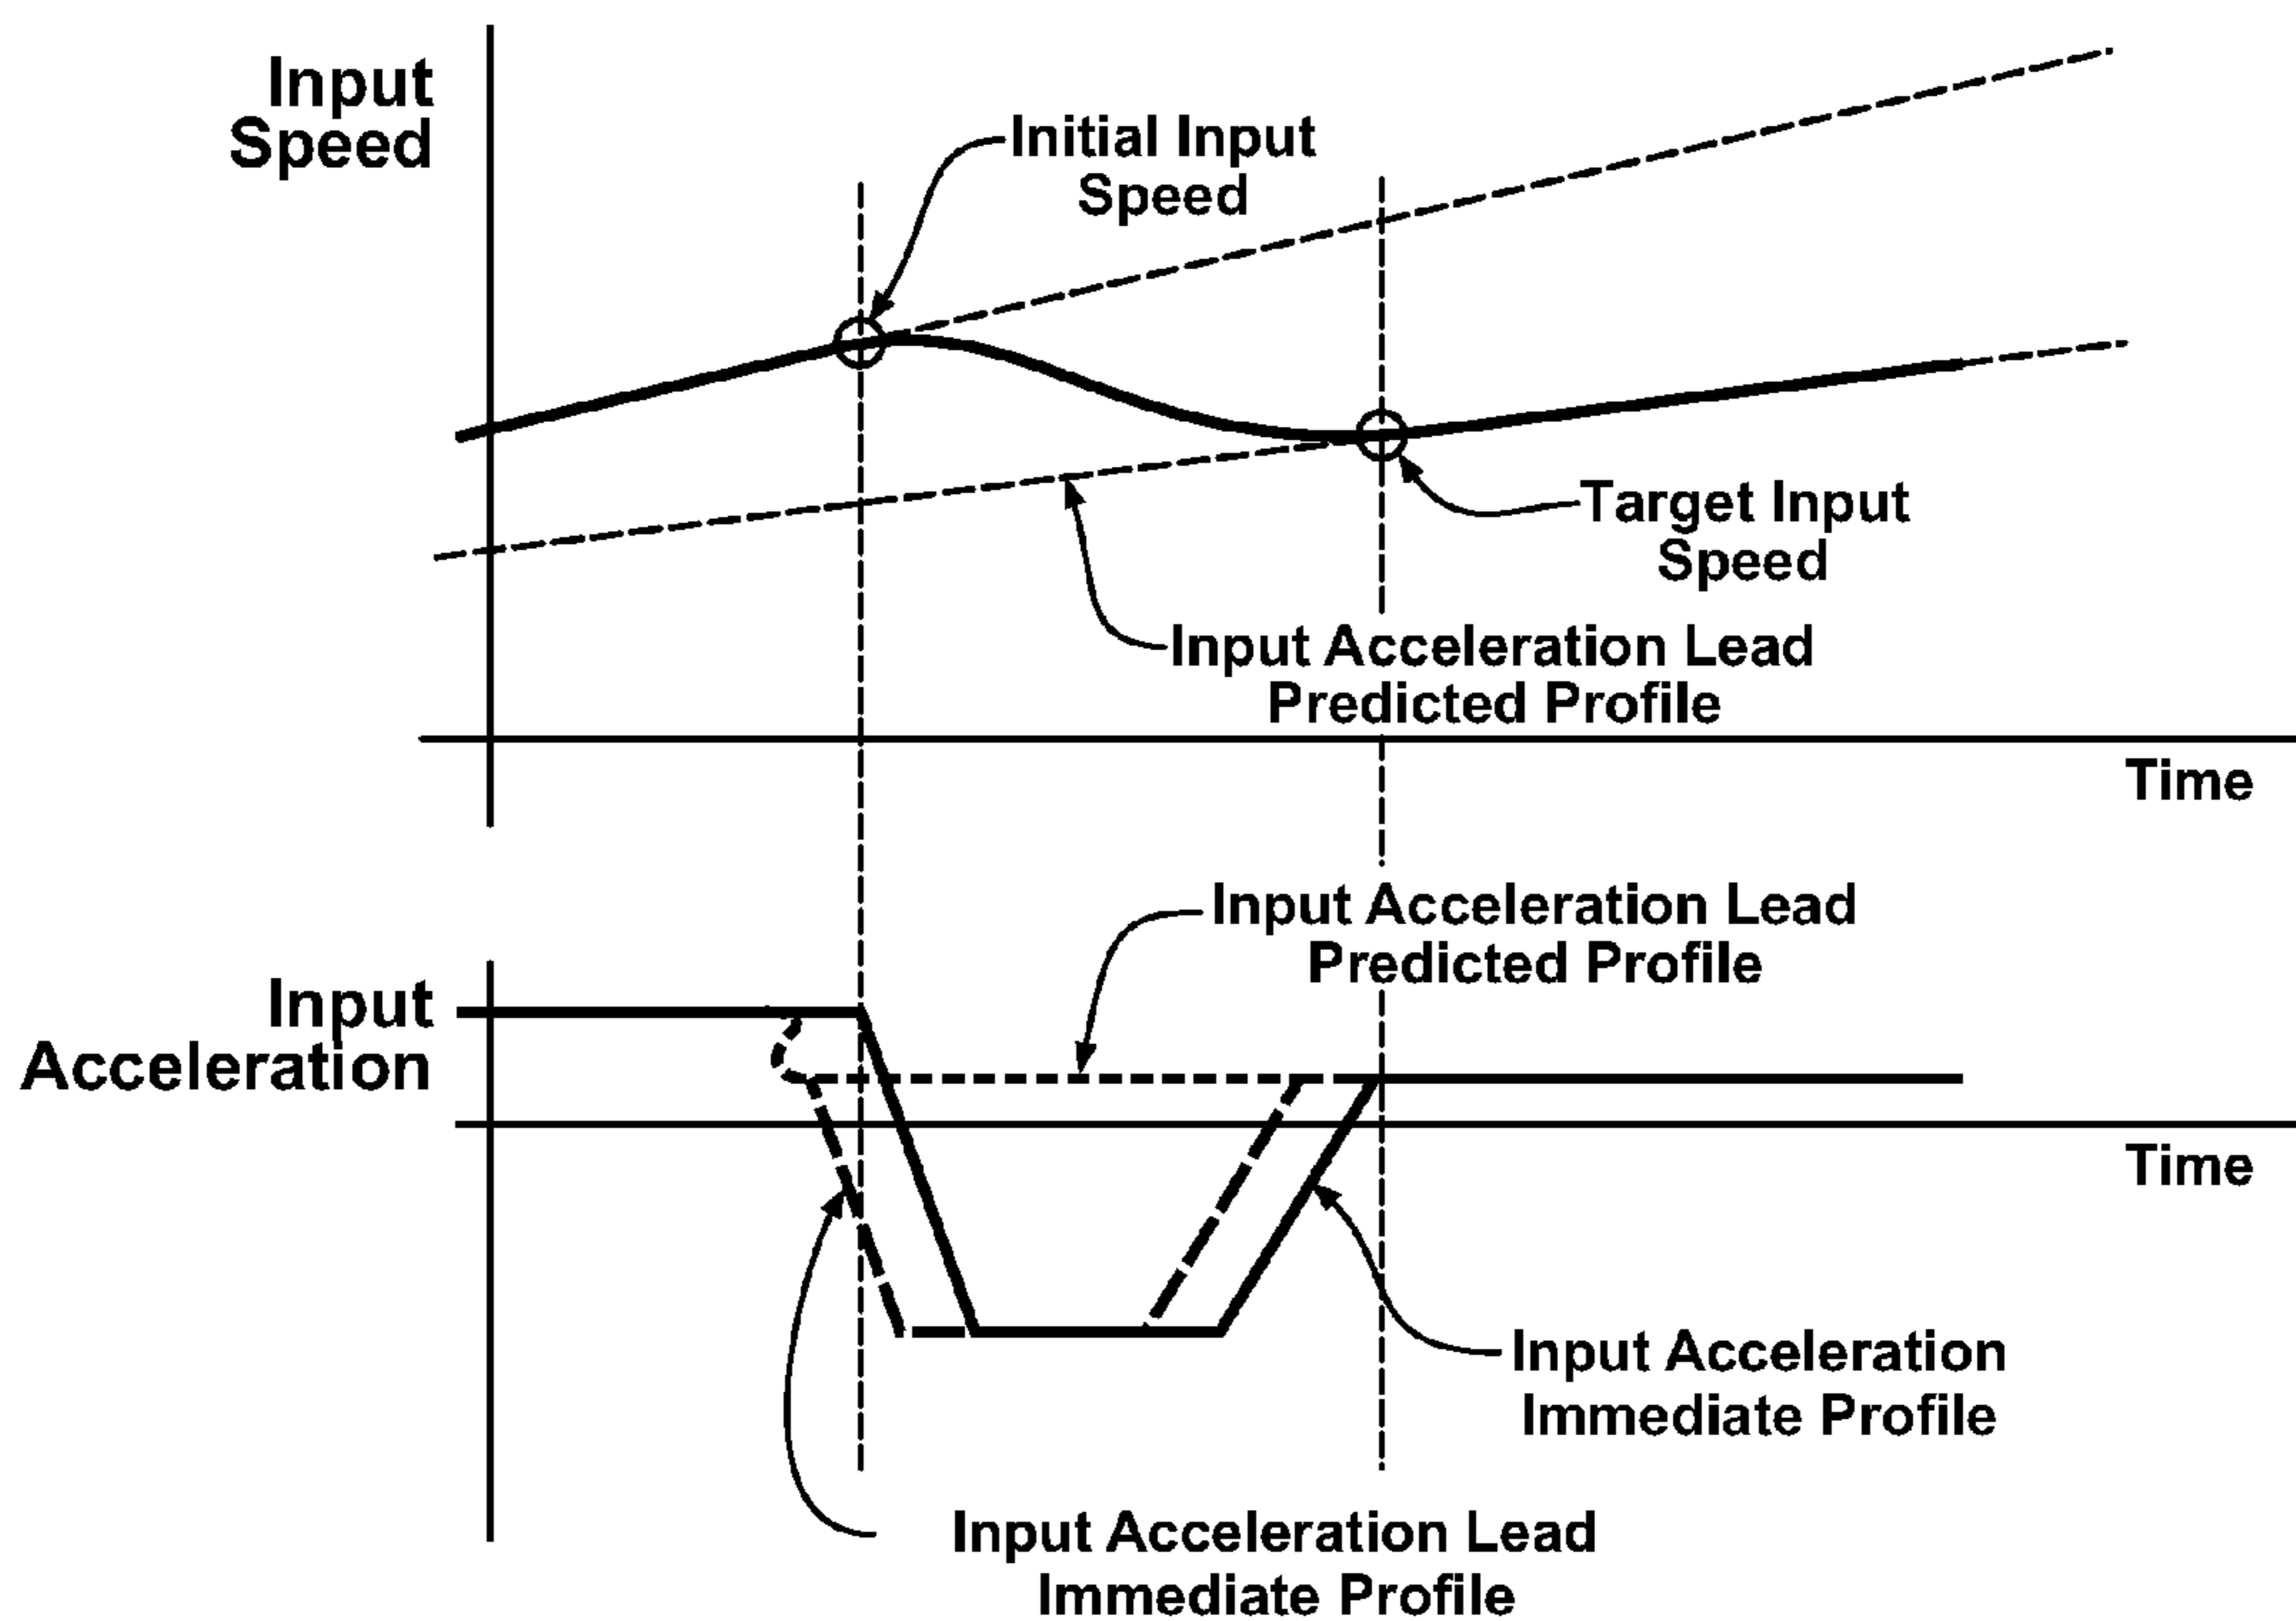 Input
Speed
Initial Input
Speed
Target Input
Speed
Input Acceleration Lead
Predicted Profile
Time
Input Acceleration Lead
Predicted Profile
Input
Acceleration
Time
Input Acceleration
Immediate Profile
Input Acceleration Lead
Immediate Profile